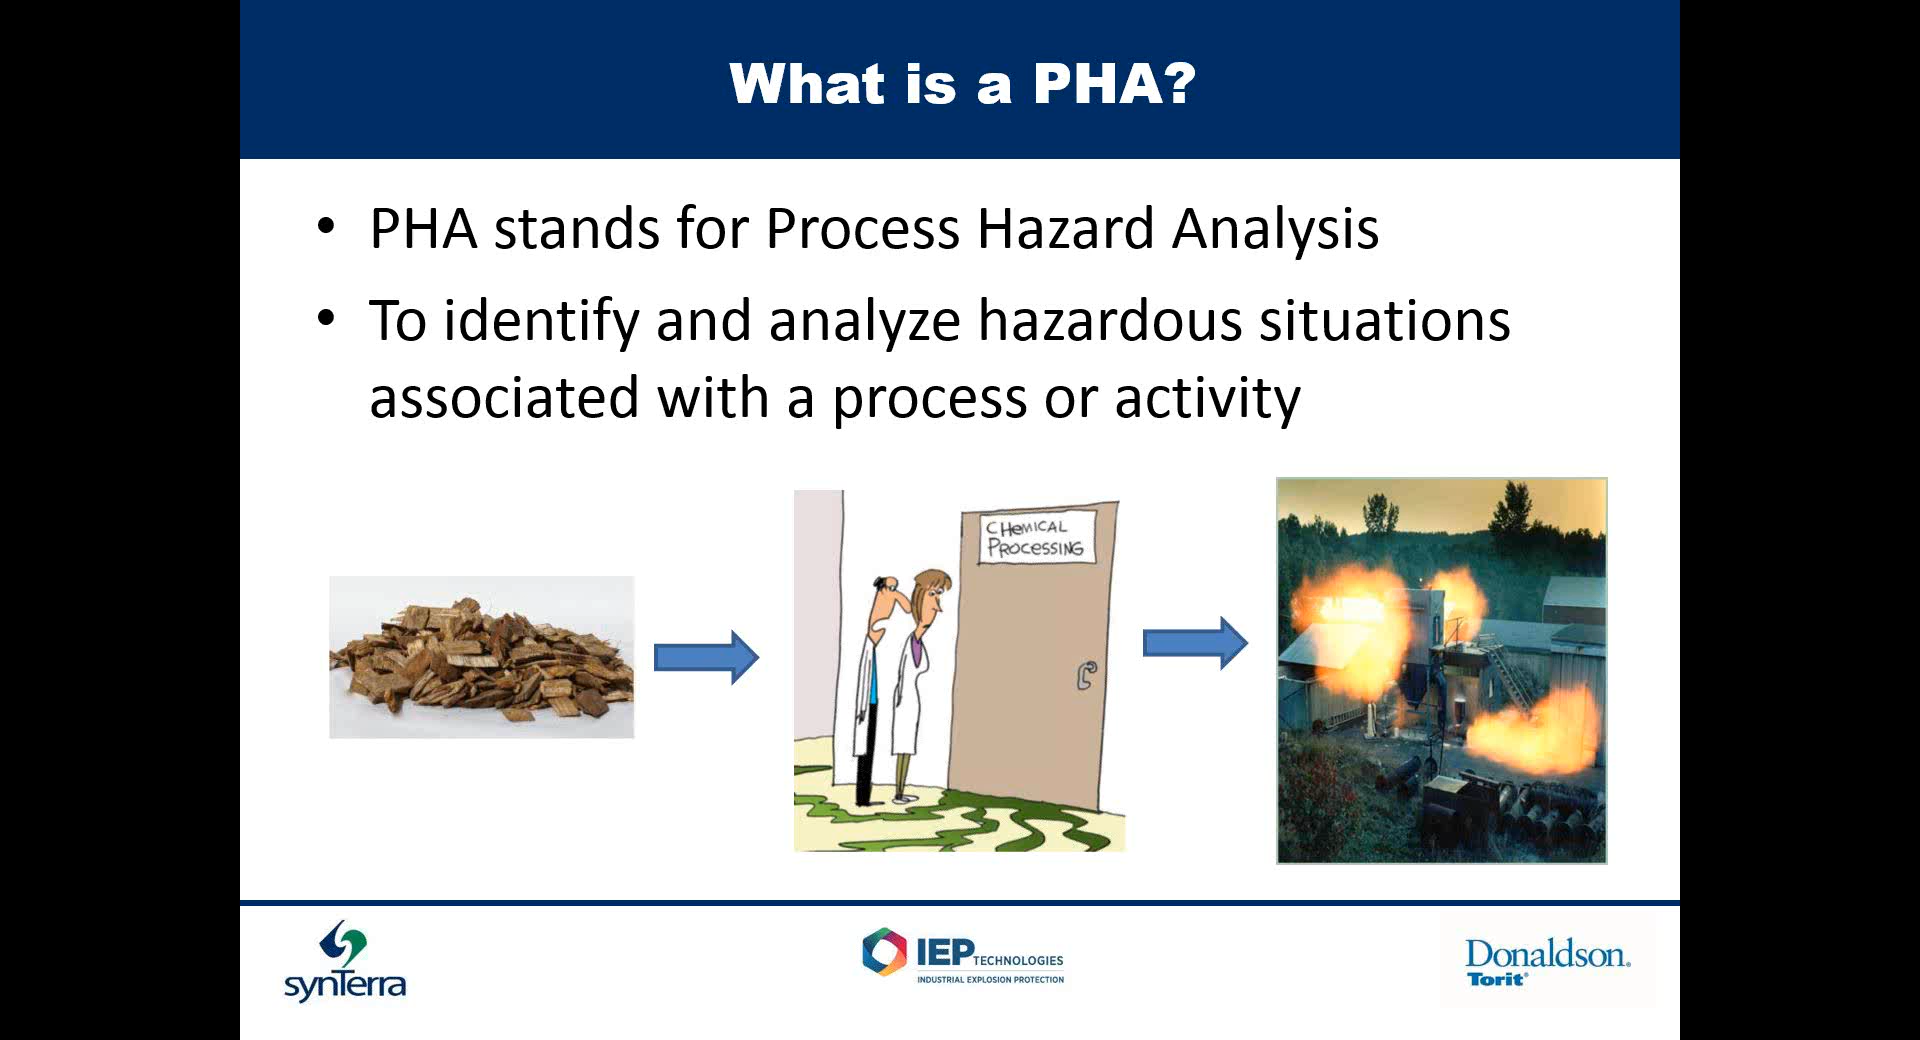 What is a PHA?
• PHA stands for Process Hazard Analysis
• To identify and analyze hazardous situations
associated with a process or activity
CHeMICAL
PRocessING
synTerra
IEP TECHNOLOGIES
INDUSTRIAL EXPLOSION PROTECTION
Donaldson.
Torit®